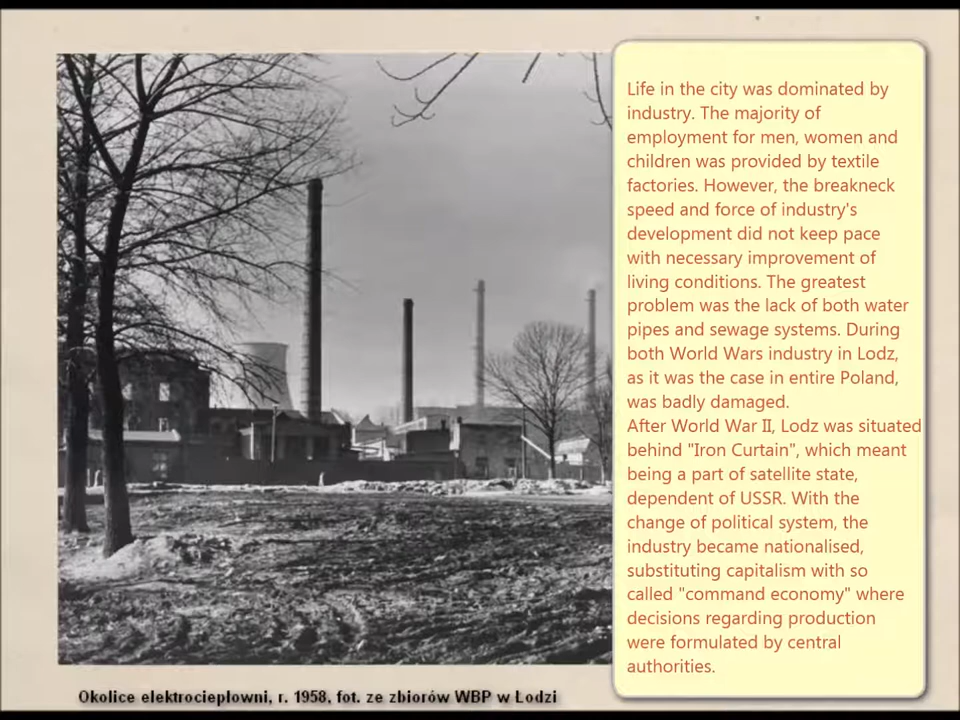 Life in the city was dominated by
industry. The majority of
employment for men, women and
children was provided by textile
factories. However, the breakneck
speed and force of industry's
development did not keep pace
with necessary improvement of
living conditions. The greatest
problem was the lack of both water
pipes and sewage systems. During
both World Wars industry in Lodz,
as it was the case in entire Poland,
was badly damaged.
After World War II, Lodz was situated
behind "Iron Curtain", which meant
being a part of satellite state,
dependent of USSR. With the
change of political system, the
industry became nationalised,
substituting capitalism with so
called "command economy" where
decisions regarding production
were formulated by central
authorities.
Okolice elektrociepłowni, r. 1958, fot. ze zbiorów WBP w Łodzi